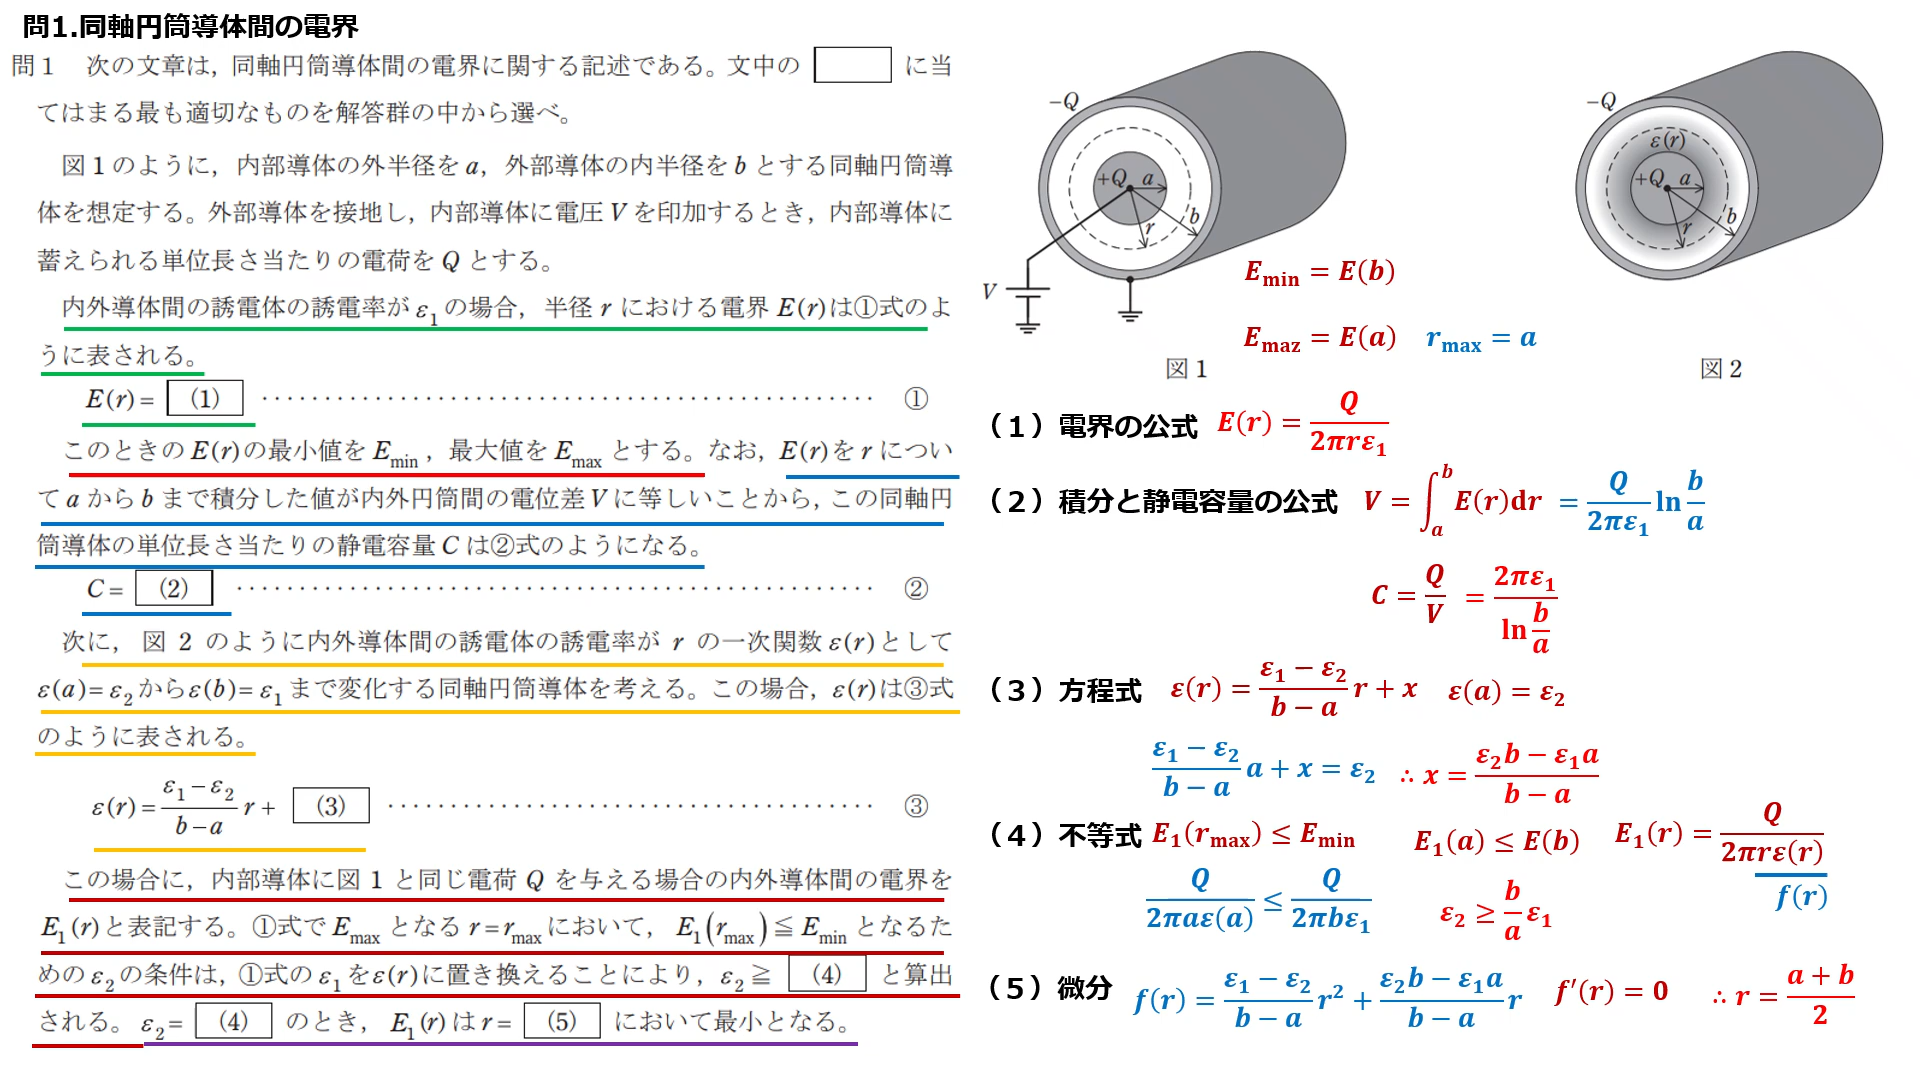 問1.同軸円筒導体間の電界
問1 次の文章は，同軸円筒導体間の電界に関する記述である。文中の に当
てはまる最も適切なものを解答群の中から選べ。
図1のように，内部導体の外半径をa，外部導体の内半径をbとする同軸円筒導
体を想定する。外部導体を接地し，内部導体に電圧Vを印加するとき，内部導体に
蓄えられる単位長さ当たりの電荷をQとする。
内外導体間の誘電体の誘電率がε₁の場合，半径rにおける電界E(r)は①式のよ
うに表される。
E(r)= (1) ……………………………… ①
このときのE(r)の最小値をE_min，最大値をE_maxとする。なお，E(r)をrについ
てaからbまで積分した値が内外円筒間の電位差Vに等しいことから，この同軸円
筒導体の単位長さ当たりの静電容量Cは②式のようになる。
C= (2) ……………………………… ②
次に，図2のように内外導体間の誘電体の誘電率がrの一次関数ε(r)として
ε(a)=ε₂からε(b)=ε₁まで変化する同軸円筒導体を考える。この場合，ε(r)は③式
のように表される。
ε(r)=(ε₁−ε₂)/(b−a) r+ (3) ……………………………… ③
この場合に，内部導体に図1と同じ電荷Qを与える場合の内外導体間の電界を
E₁(r)と表記する。①式でE_maxとなるr=r_maxにおいて，E₁(r_max)≦E_minとなるた
めのε₂の条件は，①式のε₁をε(r)に置き換えることにより，ε₂≧ (4) と算出
される。ε₂= (4) のとき，E₁(r)はr= (5) において最小となる。
−Q
+Q a
b
r
V
図1
−Q
ε(r)
+Q a
b
r
図2
E_min = E(b)
E_maz = E(a) r_max = a
（1）電界の公式 E(r) = Q/(2πrε₁)
（2）積分と静電容量の公式 V = ∫_a^b E(r)dr = Q/(2πε₁) ln b/a
C = Q/V = 2πε₁/(ln b/a)
（3）方程式 ε(r) = (ε₁ − ε₂)/(b − a) r + x ε(a) = ε₂
(ε₁ − ε₂)/(b − a) a + x = ε₂ ∴ x = (ε₂b − ε₁a)/(b − a)
（4）不等式 E₁(r_max) ≤ E_min E₁(a) ≤ E(b) E₁(r) = Q/(2πrε(r))
f(r)
Q/(2πaε(a)) ≤ Q/(2πbε₁) ε₂ ≥ b/a ε₁
（5）微分 f(r) = (ε₁ − ε₂)/(b − a) r² + (ε₂b − ε₁a)/(b − a) r f′(r) = 0 ∴ r = (a + b)/2